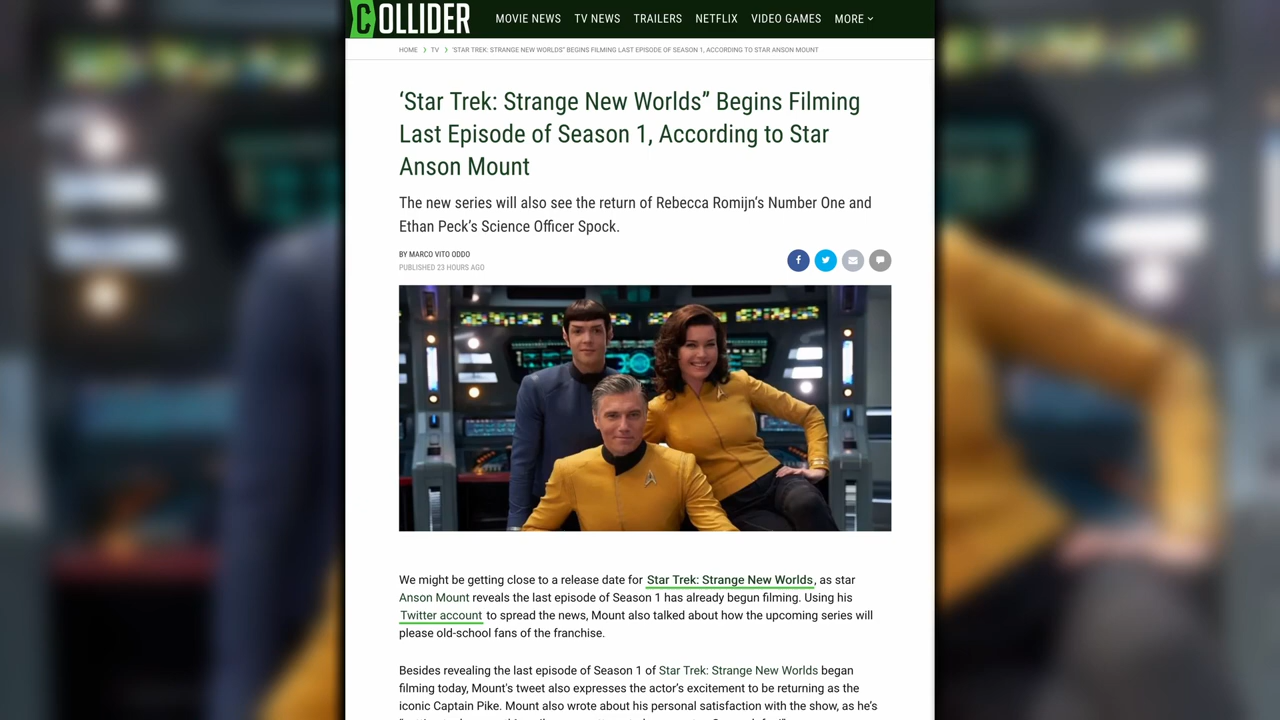 COLLIDER
MOVIE NEWS TV NEWS TRAILERS NETFLIX VIDEO GAMES MORE
HOME TV ‘STAR TREK: STRANGE NEW WORLDS” BEGINS FILMING LAST EPISODE OF SEASON 1, ACCORDING TO STAR ANSON MOUNT
‘Star Trek: Strange New Worlds” Begins Filming
Last Episode of Season 1, According to Star
Anson Mount
The new series will also see the return of Rebecca Romijn’s Number One and
Ethan Peck’s Science Officer Spock.
BY MARCO VITO ODDO
PUBLISHED 23 HOURS AGO
We might be getting close to a release date for Star Trek: Strange New Worlds, as star
Anson Mount reveals the last episode of Season 1 has already begun filming. Using his
Twitter account to spread the news, Mount also talked about how the upcoming series will
please old-school fans of the franchise.
Besides revealing the last episode of Season 1 of Star Trek: Strange New Worlds began
filming today, Mount's tweet also expresses the actor’s excitement to be returning as the
iconic Captain Pike. Mount also wrote about his personal satisfaction with the show, as he’s